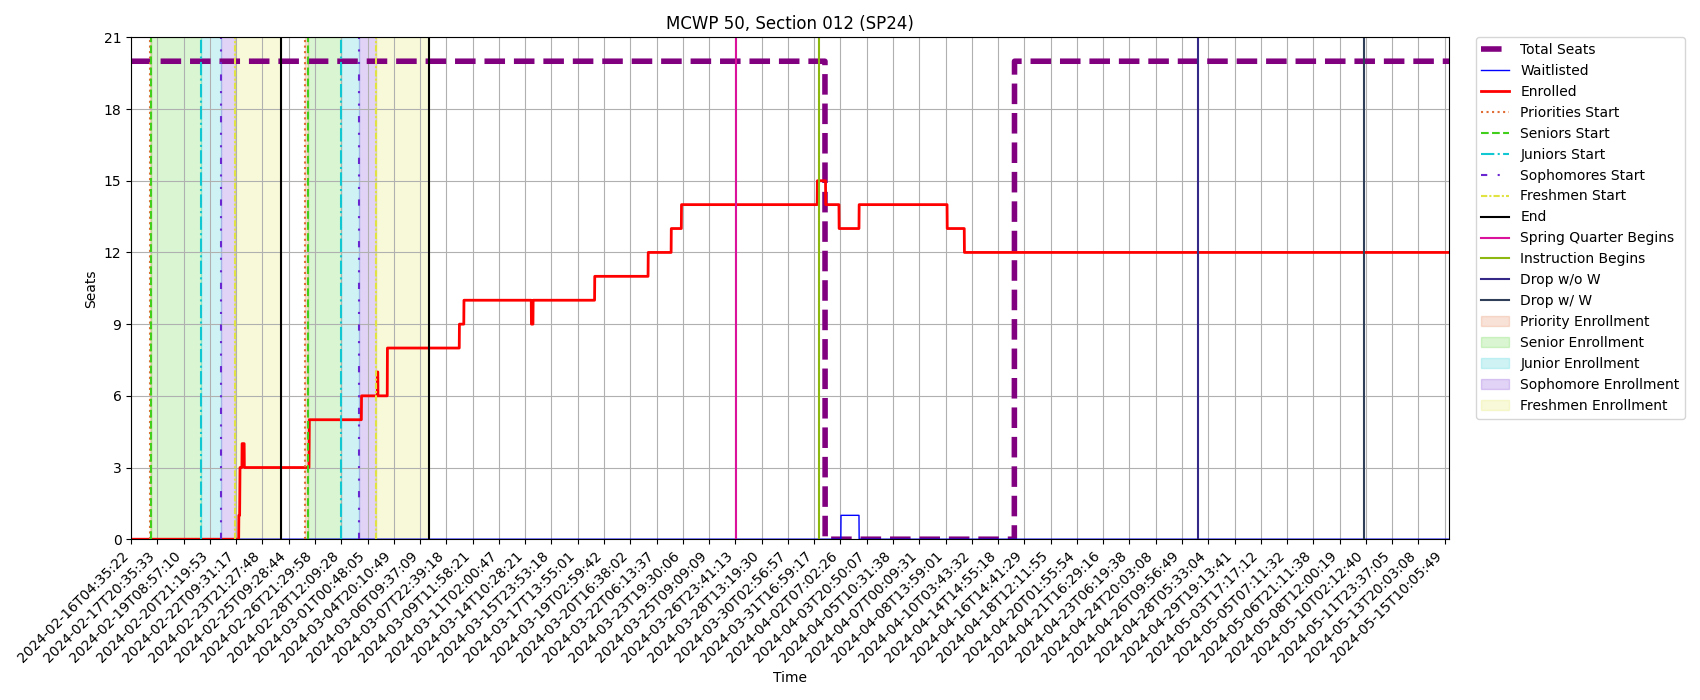 MCWP 50, Section 012 (SP24)
21
18
15
12
9
6
3
0
Seats
2024-02-16T04:35:22
2024-02-17T20:35:33
2024-02-19T08:57:10
2024-02-20T21:19:53
2024-02-22T09:31:17
2024-02-23T21:27:48
2024-02-25T09:28:44
2024-02-26T21:29:58
2024-02-28T12:09:28
2024-03-01T00:48:05
2024-03-04T20:10:49
2024-03-06T09:37:09
2024-03-07T22:39:18
2024-03-09T11:58:21
2024-03-11T02:00:47
2024-03-14T10:28:21
2024-03-15T23:53:18
2024-03-17T13:55:01
2024-03-19T02:59:42
2024-03-20T16:38:02
2024-03-22T06:13:37
2024-03-23T19:30:06
2024-03-25T09:09:09
2024-03-26T23:41:13
2024-03-28T13:19:30
2024-03-30T02:56:57
2024-03-31T16:59:17
2024-04-02T07:02:26
2024-04-03T20:50:07
2024-04-05T10:31:38
2024-04-07T00:09:31
2024-04-08T13:59:01
2024-04-10T03:43:32
2024-04-14T14:55:18
2024-04-16T14:41:29
2024-04-18T12:11:55
2024-04-20T01:55:54
2024-04-21T16:29:16
2024-04-23T06:19:38
2024-04-24T20:03:08
2024-04-26T09:56:49
2024-04-28T05:33:04
2024-04-29T19:13:41
2024-05-03T17:17:12
2024-05-05T07:11:32
2024-05-06T21:11:38
2024-05-08T12:00:19
2024-05-10T02:12:40
2024-05-11T23:37:05
2024-05-13T20:03:08
2024-05-15T10:05:49
Time
Total Seats
Waitlisted
Enrolled
Priorities Start
Seniors Start
Juniors Start
Sophomores Start
Freshmen Start
End
Spring Quarter Begins
Instruction Begins
Drop w/o W
Drop w/ W
Priority Enrollment
Senior Enrollment
Junior Enrollment
Sophomore Enrollment
Freshmen Enrollment